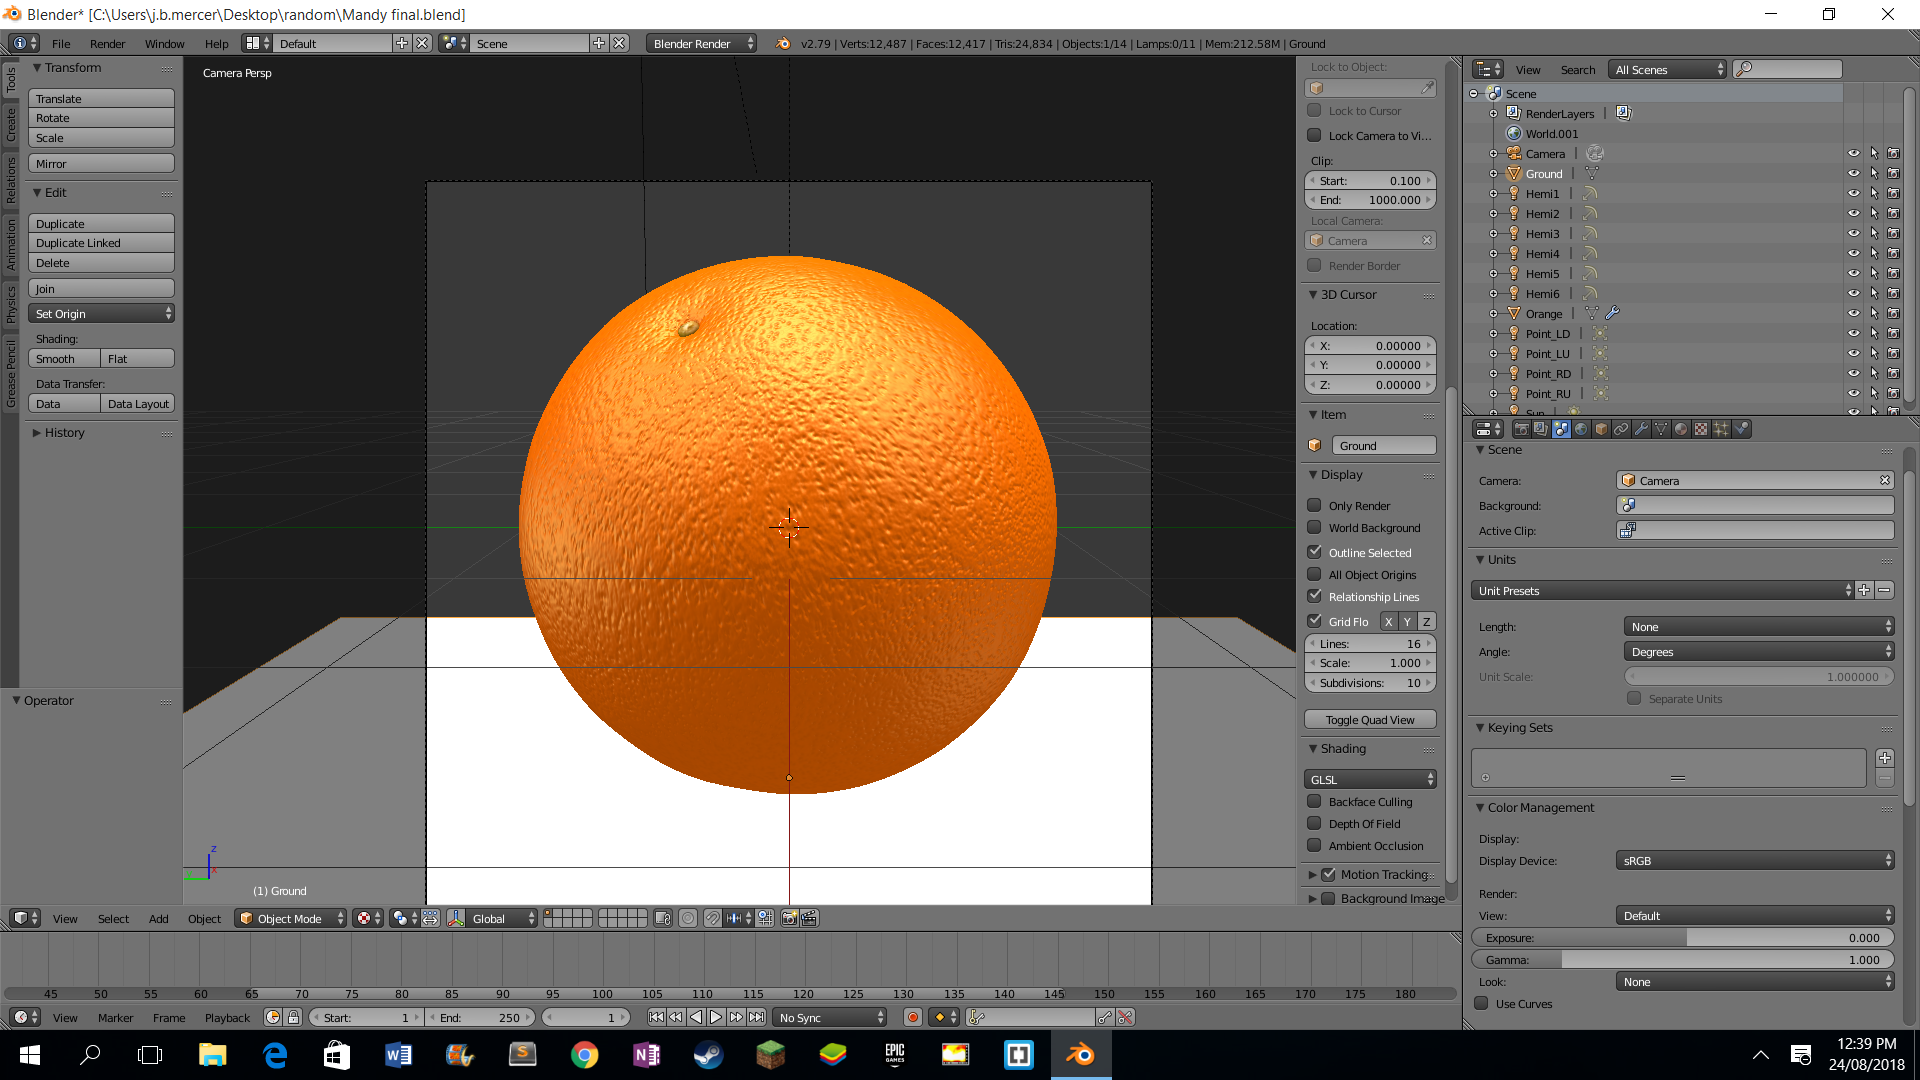 Blender* [C:\Users\j.b.mercer\Desktop\random\Mandy final.blend]
File Render Window Help Default Scene Blender Render v2.79 | Verts:12,487 | Faces:12,417 | Tris:24,834 | Objects:1/14 | Lamps:0/11 | Mem:212.58M | Ground
Tools
Create
Relations
Animation
Physics
Grease Pencil
Transform
Translate
Rotate
Scale
Mirror
Edit
Duplicate
Duplicate Linked
Delete
Join
Set Origin
Shading:
Smooth Flat
Data Transfer:
Data Data Layout
History
Operator
Camera Persp
z
x
(1) Ground
Lock to Object:
Lock to Cursor
Lock Camera to Vi...
Clip:
Start: 0.100
End: 1000.000
Local Camera:
Camera
Render Border
3D Cursor
Location:
X: 0.00000
Y: 0.00000
Z: 0.00000
Item
Ground
Display
Only Render
World Background
Outline Selected
All Object Origins
Relationship Lines
Grid Flo X Y Z
Lines: 16
Scale: 1.000
Subdivisions: 10
Toggle Quad View
Shading
GLSL
Backface Culling
Depth Of Field
Ambient Occlusion
Motion Tracking
Background Image
View Search All Scenes
Scene
RenderLayers |
World.001
Camera |
Ground |
Hemi1 |
Hemi2 |
Hemi3 |
Hemi4 |
Hemi5 |
Hemi6 |
Orange |
Point_LD |
Point_LU |
Point_RD |
Point_RU |
Sun
Scene
Camera: Camera
Background:
Active Clip:
Units
Unit Presets
Length: None
Angle: Degrees
Unit Scale: 1.000000
Separate Units
Keying Sets
Color Management
Display:
Display Device: sRGB
Render:
View: Default
Exposure: 0.000
Gamma: 1.000
Look: None
Use Curves
View Select Add Object Object Mode Global
45 50 55 60 65 70 75 80 85 90 95 100 105 110 115 120 125 130 135 140 145 150 155 160 165 170 175 180
View Marker Frame Playback Start: 1 End: 250 1 No Sync
EPIC
GAMES
12:39 PM
24/08/2018